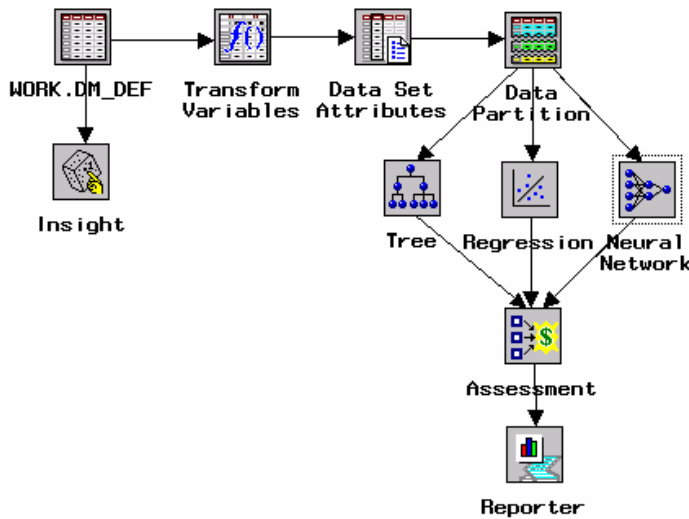 WORK.DM_DEF
Transform
Variables
Data Set
Attributes
Data
Partition
Insight
Tree
Regression
Neural
Network
Assessment
Reporter